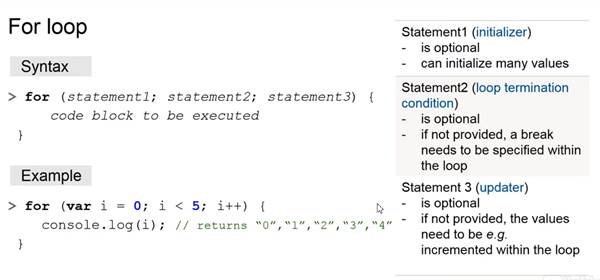 For loop
Syntax
> for (statement1; statement2; statement3) {
code block to be executed
}
Example
> for (var i = 0; i < 5; i++) {
console.log(i); // returns “0”,“1”,“2”,“3”,“4”
}
Statement1 (initializer)
- is optional
- can initialize many values
Statement2 (loop termination
condition)
- is optional
- if not provided, a break
needs to be specified within
the loop
Statement 3 (updater)
- is optional
- if not provided, the values
need to be e.g.
incremented within the loop